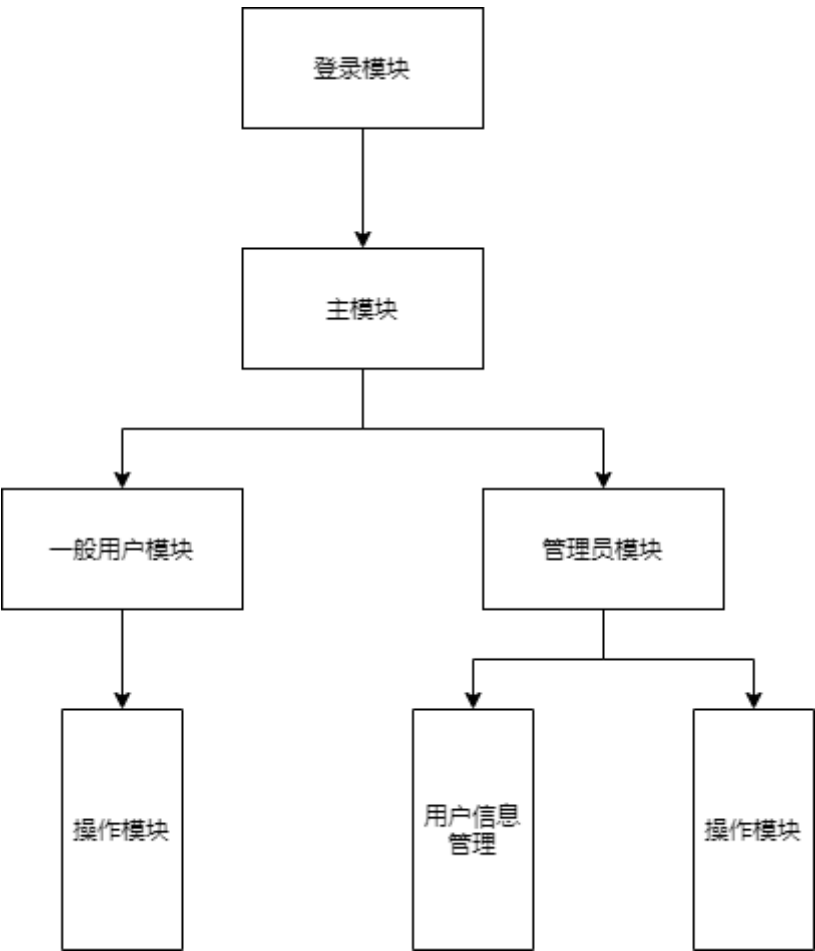 登录模块
主模块
一般用户模块
管理员模块
操作模块
用户信息
管理
操作模块